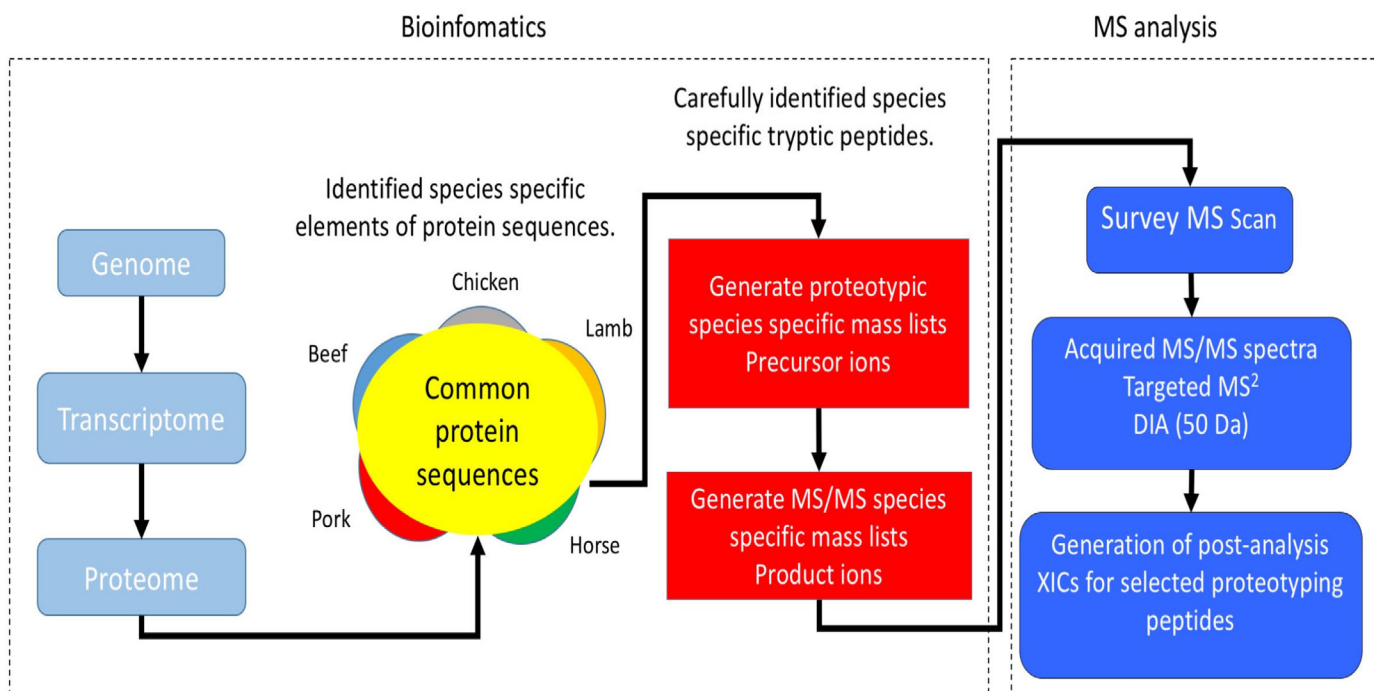 Bioinfomatics
MS analysis
Carefully identified species
specific tryptic peptides.
Identified species specific
elements of protein sequences.
Genome
Transcriptome
Proteome
Chicken
Beef
Lamb
Common
protein
sequences
Pork
Horse
Generate proteotypic
species specific mass lists
Precursor ions
Generate MS/MS species
specific mass lists
Product ions
Survey MS Scan
Acquired MS/MS spectra
Targeted MS²
DIA (50 Da)
Generation of post-analysis
XICs for selected proteotyping
peptides